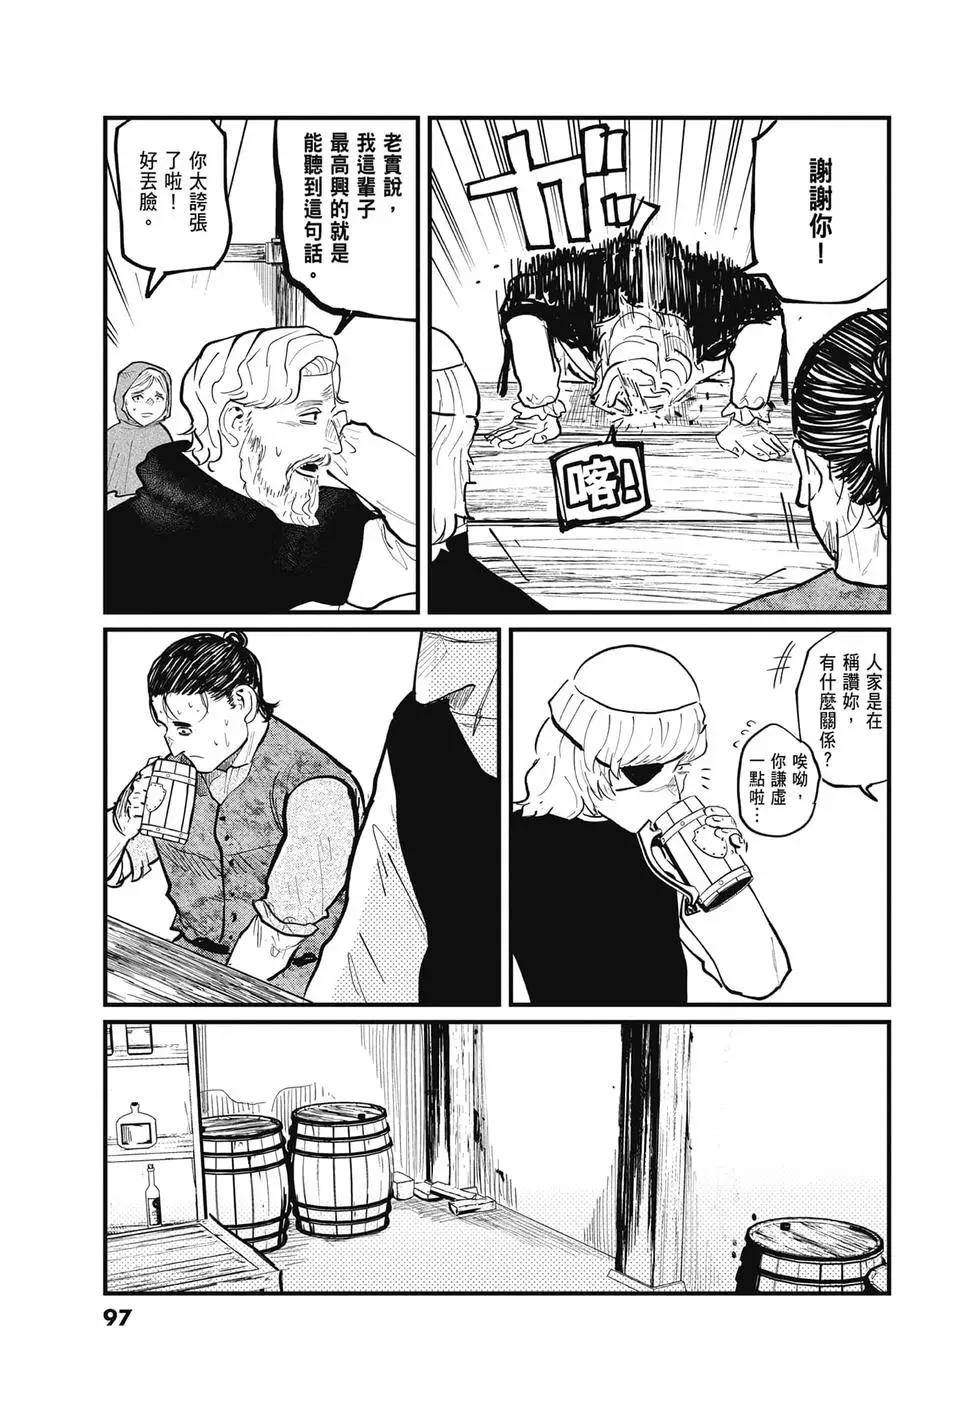 謝謝你！
ガッ
喀！
老實說，
我這輩子
最高興的就是
能聽到這句話。
你太誇張
了啦！
好丟臉。
人家是在
稱讚妳，
有什麼關係？
唉呦，
你謙虛
一點啦…
97